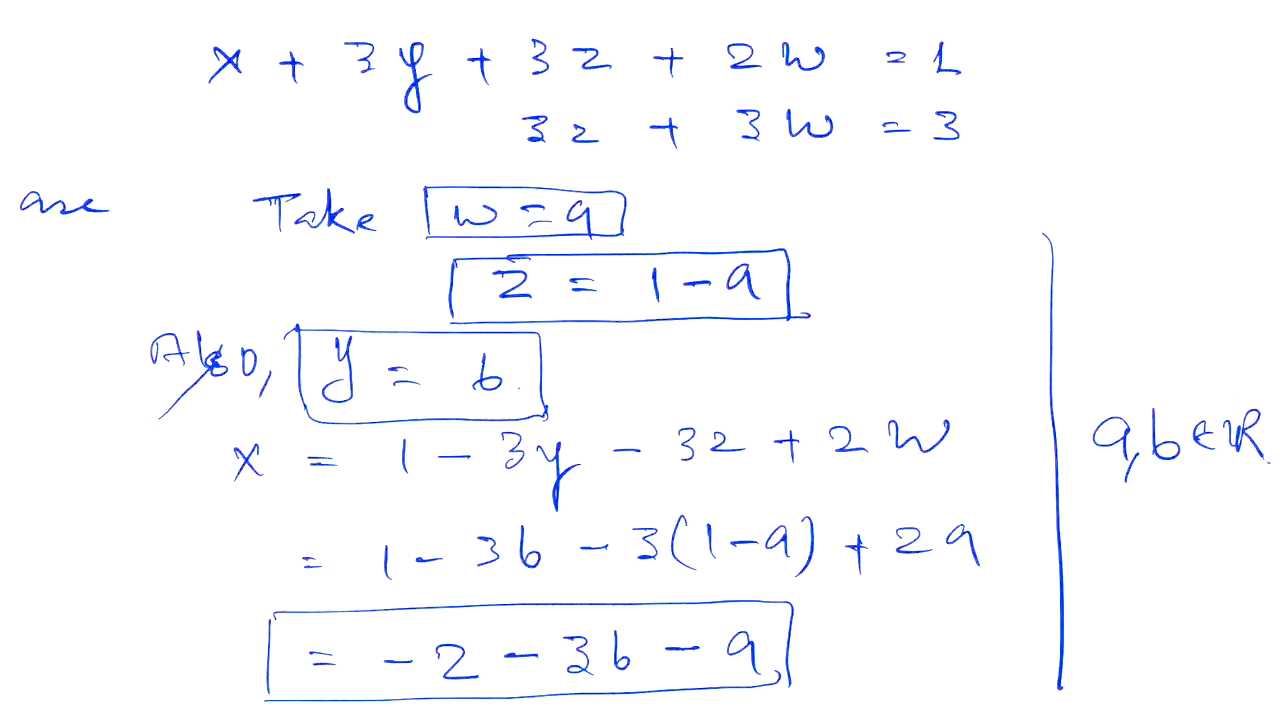 x + 3y + 3z + 2w = 1
3z + 3w = 3
are Take w = a
z = 1 - a
Also, y = b.
x = 1 - 3y - 3z + 2w
= 1 - 3b - 3(1-a) + 2a
= -2 - 3b - a,
a,b ∈ R.